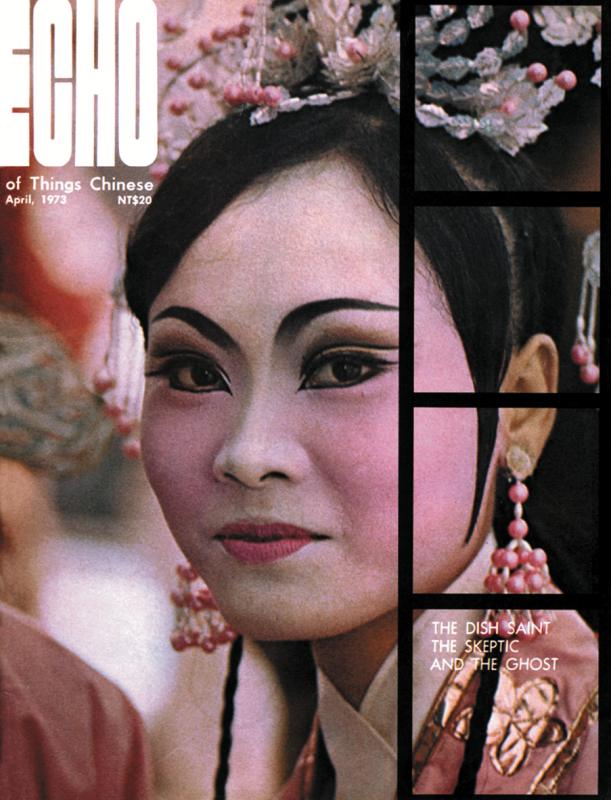 ECHO
of Things Chinese
April, 1973 NT$20
THE DISH SAINT
THE SKEPTIC
AND THE GHOST